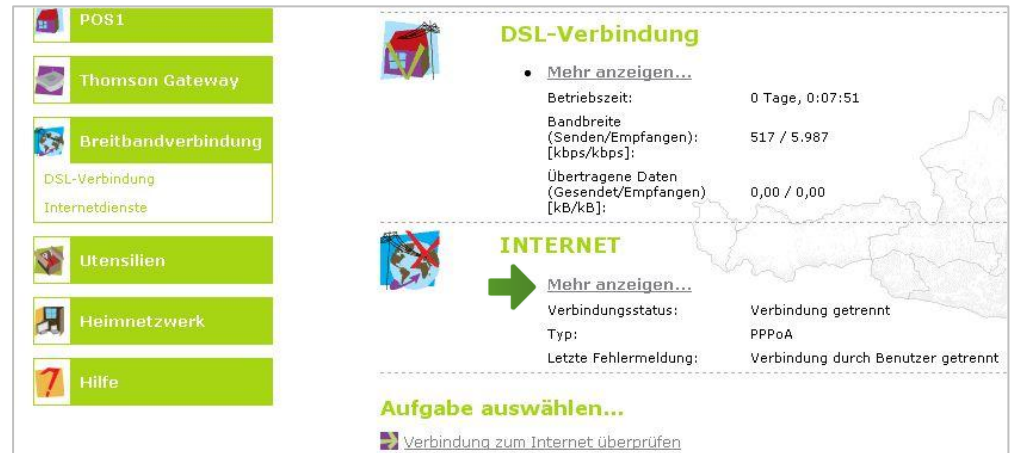 POS1
Thomson Gateway
Breitbandverbindung
DSL-Verbindung
Internetdienste
Utensilien
Heimnetzwerk
Hilfe
DSL-Verbindung
Mehr anzeigen...
Betriebszeit: 0 Tage, 0:07:51
Bandbreite
(Senden/Empfangen): 517 / 5.987
[kbps/kbps]:
Übertragene Daten
(Gesendet/Empfangen) 0,00 / 0,00
[kB/kB]:
INTERNET
Mehr anzeigen...
Verbindungsstatus: Verbindung getrennt
Typ: PPPoA
Letzte Fehlermeldung: Verbindung durch Benutzer getrennt
Aufgabe auswählen...
Verbindung zum Internet überprüfen